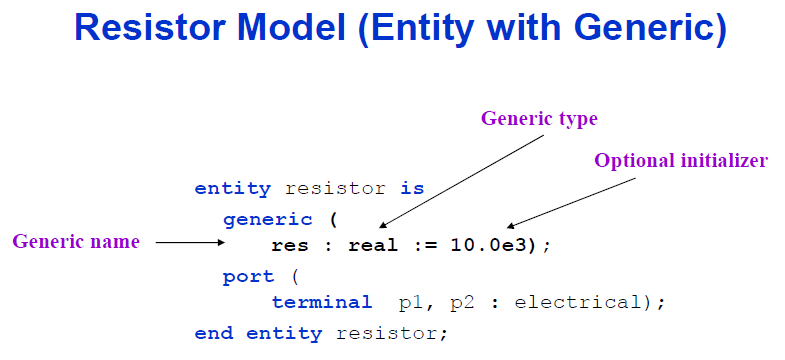 Resistor Model (Entity with Generic)
Generic type
Optional initializer
entity resistor is
generic (
Generic name
res : real := 10.0e3);
port (
terminal p1, p2 : electrical);
end entity resistor;